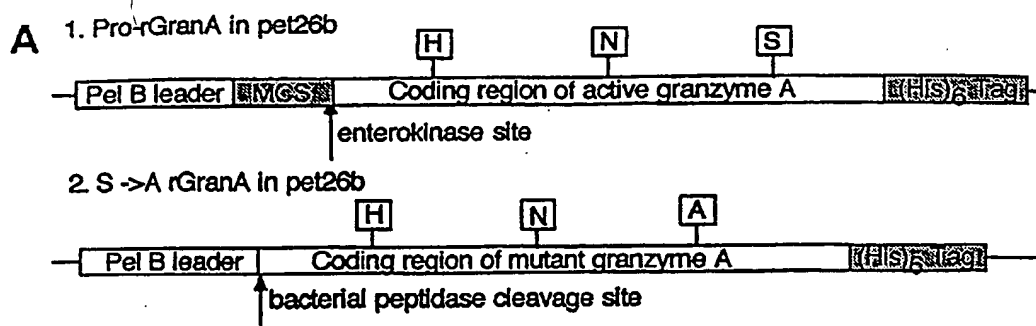 A
1. Pro-rGranA in pet26b
H N S
Pel B leader MCS Coding region of active granzyme A (His)6 Tag
enterokinase site
2. S ->A rGranA in pet26b
H N A
Pel B leader Coding region of mutant granzyme A (His)6 Tag
bacterial peptidase cleavage site